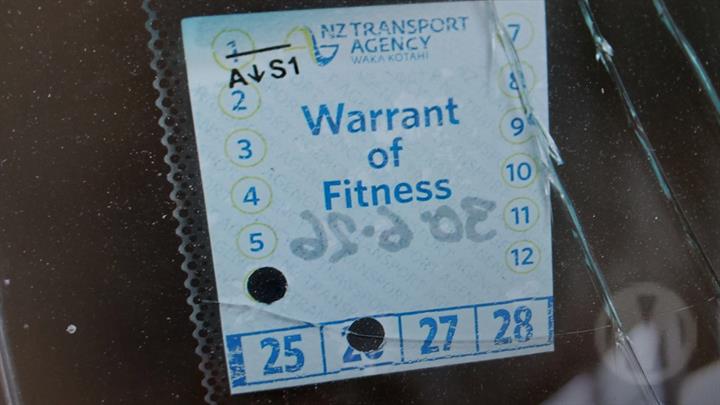 NZ TRANSPORT
AGENCY
WAKA KOTAHI
A↓S1
Warrant
of
Fitness
30·6·26
1
2
3
4
5
7
8
9
10
11
12
25 26 27 28